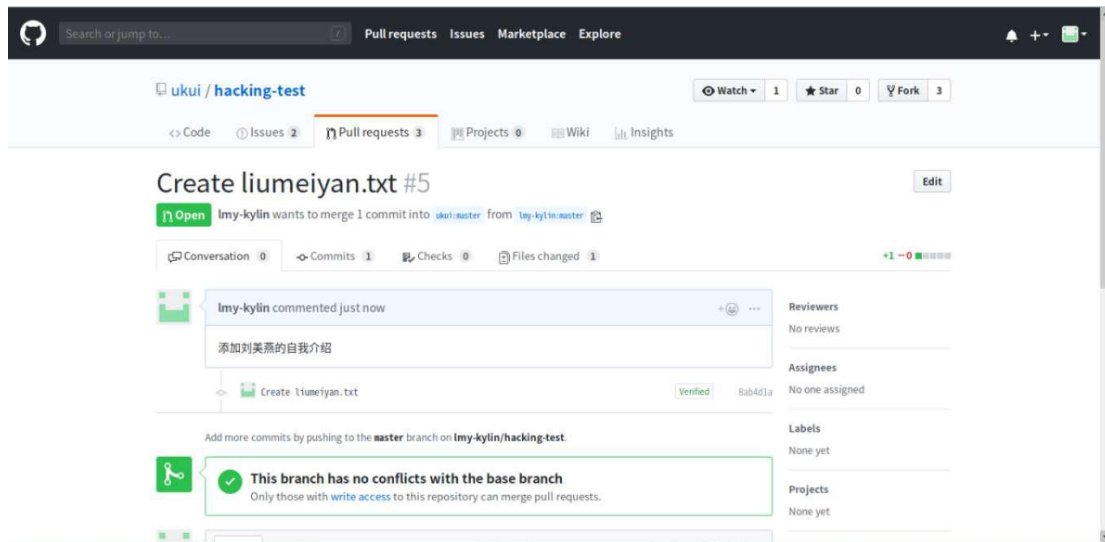 Search or jump to... / Pull requests Issues Marketplace Explore
ukui / hacking-test Watch 1 Star 0 Fork 3
Code Issues 2 Pull requests 3 Projects 0 Wiki Insights
Create liumeiyan.txt #5 Edit
Open lmy-kylin wants to merge 1 commit into ukui:master from lmy-kylin:master
Conversation 0 Commits 1 Checks 0 Files changed 1 +1 −0
lmy-kylin commented just now
添加刘美燕的自我介绍
Create liumeiyan.txt Verified 8ab4d1a
Add more commits by pushing to the master branch on lmy-kylin/hacking-test.
This branch has no conflicts with the base branch
Only those with write access to this repository can merge pull requests.
Reviewers
No reviews
Assignees
No one assigned
Labels
None yet
Projects
None yet